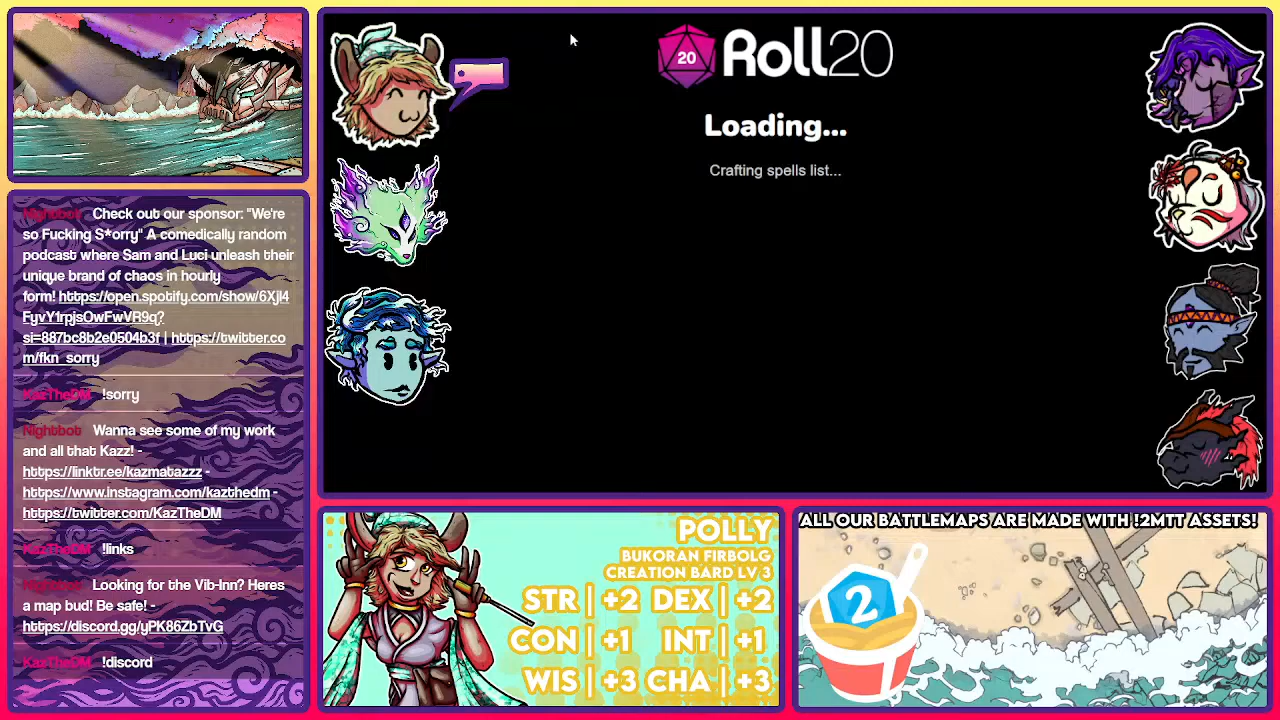 Nightbot Check out our sponsor: "We're
so Fucking S*orry" A comedically random
podcast where Sam and Luci unleash their
unique brand of chaos in hourly
form! https://open.spotify.com/show/6Xjl4
FyvY1rpjsOwFwVR9q?
si=887bc8b2e0504b3f | https://twitter.co
m/fkn_sorry
KazTheDM !sorry
Nightbot Wanna see some of my work
and all that Kazz! -
https://linktr.ee/kazmatazzz -
https://www.instagram.com/kazthedm -
https://twitter.com/KazTheDM
KazTheDM !links
Nightbot Looking for the Vib-Inn? Heres
a map bud! Be safe! -
https://discord.gg/yPK86ZbTvG
KazTheDM !discord
20 Roll20
Loading...
Crafting spells list...
POLLY
BUKORAN FIRBOLG
CREATION BARD LV 3
STR | +2 DEX | +2
CON | +1 INT | +1
WIS | +3 CHA | +3
ALL OUR BATTLEMAPS ARE MADE WITH !2MTT ASSETS!
2